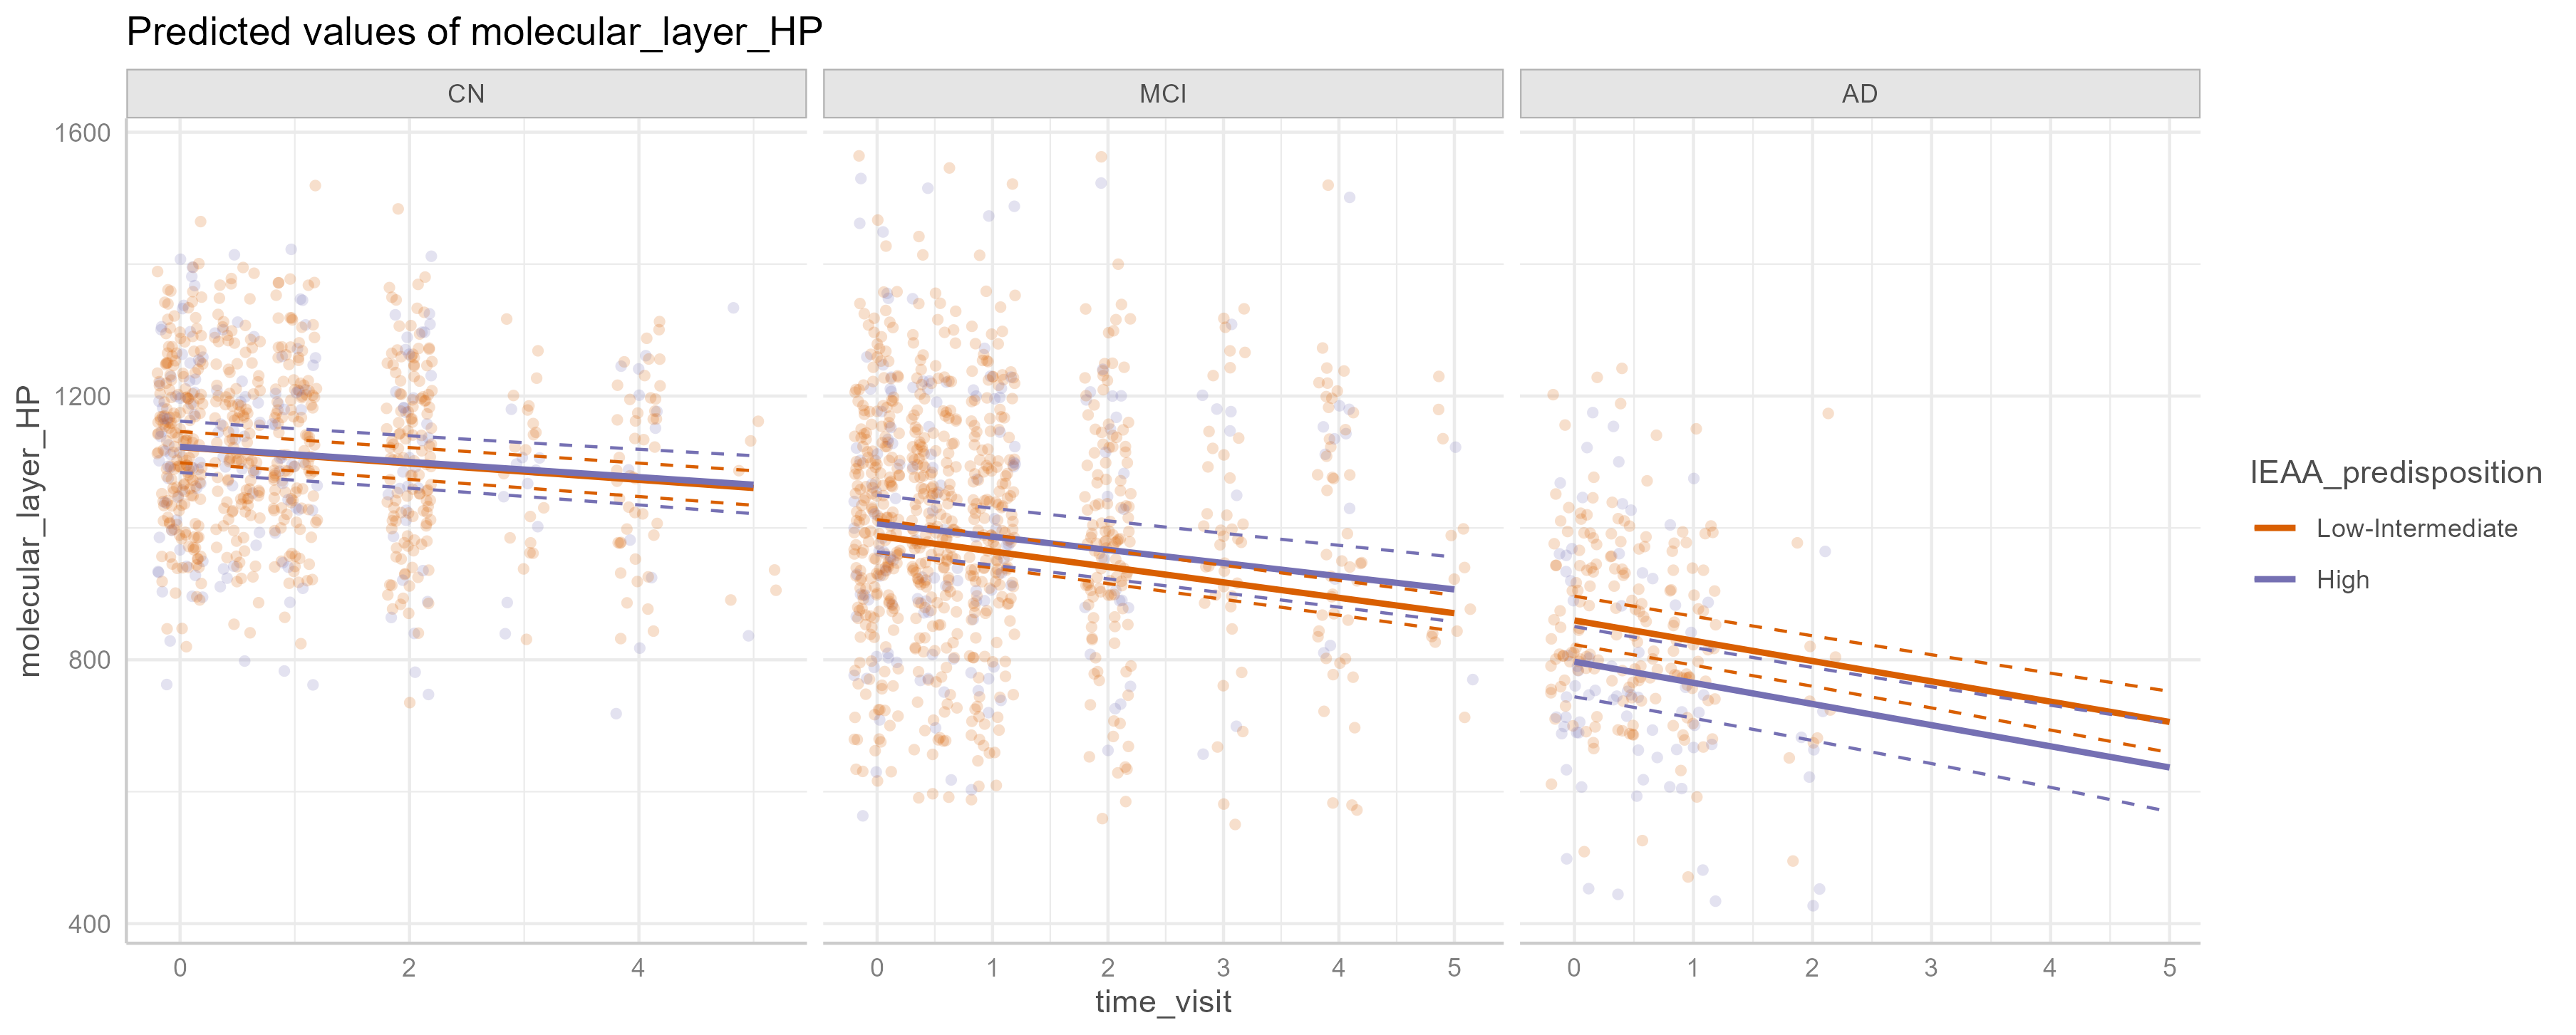 Predicted values of molecular_layer_HP
CN
MCI
AD
molecular_layer_HP
1600
1200
800
400
0 2 4
0 1 2 3 4 5
0 1 2 3 4 5
time_visit
IEAA_predisposition
Low-Intermediate
High